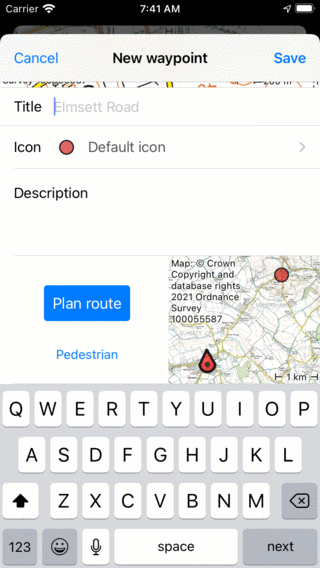 Carrier 7:41 AM
Cancel New waypoint Save
Title Elmsett Road
Icon Default icon
Description
Plan route
Pedestrian
Map: © Crown
Copyright and
database rights
2021 Ordnance
Survey
100055587
1 km
Q W E R T Y U I O P
A S D F G H J K L
Z X C V B N M
123 space next